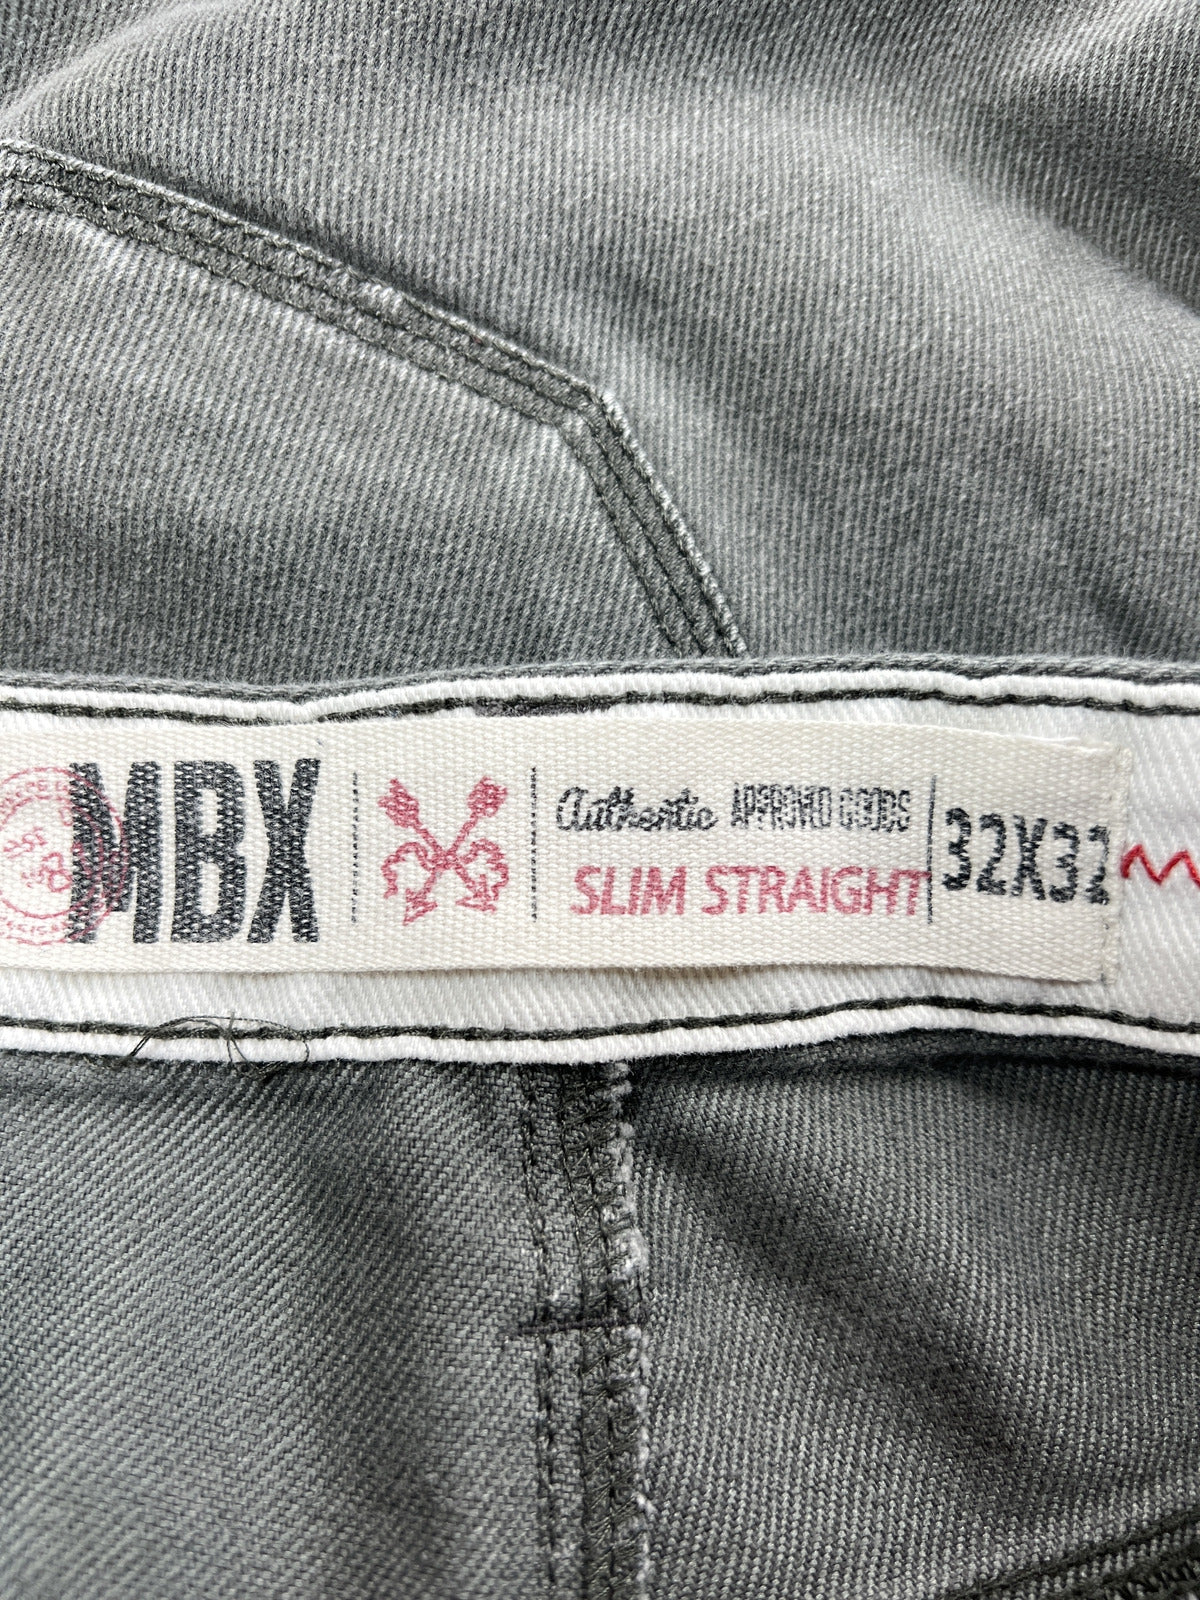 MBX
Authentic APPROVED GOODS
SLIM STRAIGHT
32X32